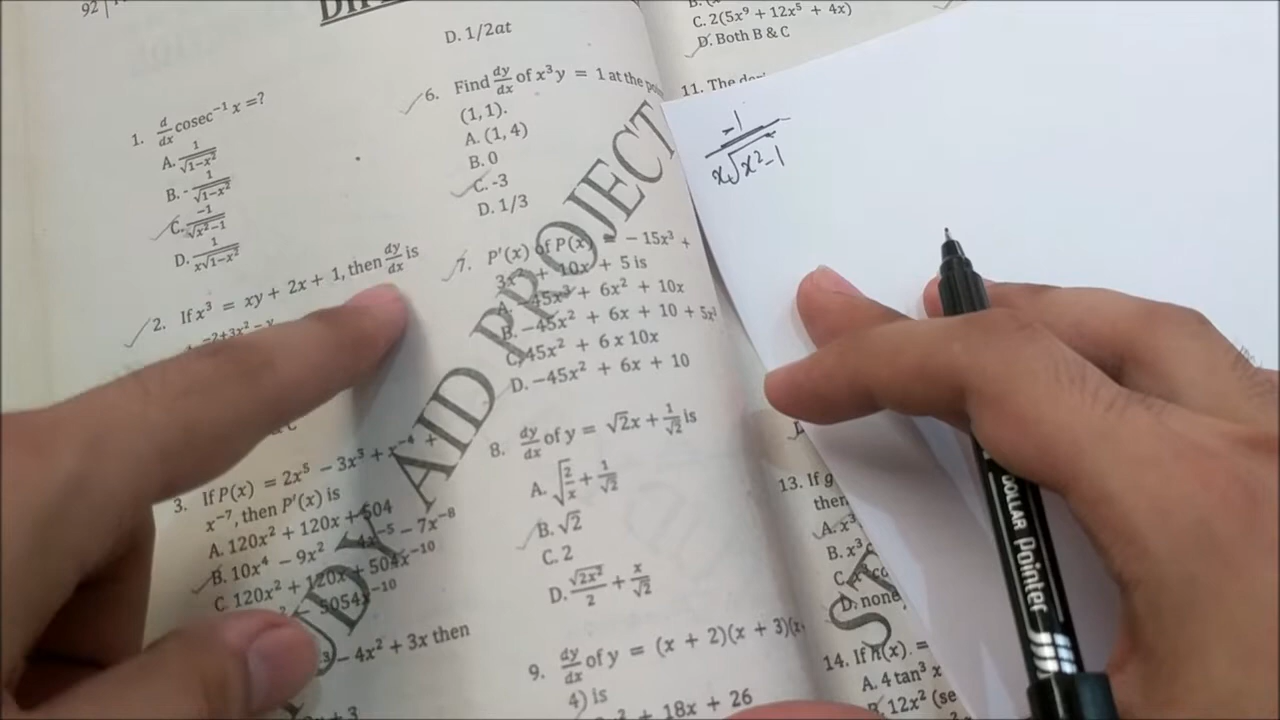 92
D. 1/2at
1. d/dx cosec⁻¹ x =?
A. 1/√1−x²
B. - 1/√1−x²
C. −1/√x²−1
D. 1/x√1−x²
2. If x³ = xy + 2x + 1, then dy/dx is
3. If P(x) = 2x⁵ − 3x³ + x⁻⁴ +
x⁻⁷, then P'(x) is
A. 120x² + 120x + 504
B. 10x⁴ − 9x² − 4x⁻⁵ − 7x⁻⁸
C. 120x² + 120x + 504x⁻¹⁰
− 4x² + 3x then
6. Find dy/dx of x³y = 1 at the
(1, 1).
A. (1, 4)
B. 0
C. -3
D. 1/3
7. P'(x) of P(x) = −15x³ +
3x² + 10x + 5 is
A. −45x³ + 6x² + 10x
B. −45x² + 6x + 10 + 5x³
C. 45x² + 6 x 10x
D. −45x² + 6x + 10
8. dy/dx of y = √2x + 1/√2 is
A. √2/x + 1/√2
B. √2
C. 2
D. √2x²/2 + x/√2
9. dy/dx of y = (x + 2)(x + 3)(x+
4) is
+ 18x + 26
C. 2(5x⁹ + 12x⁵ + 4x)
D. Both B & C
11. The
−1
x√x²−1
13. If
then
A. x³
B. x³
D. none
14. If
A. 4 tan³ x
B. 12x² (se
AID PROJECT
DOLLAR Pointer